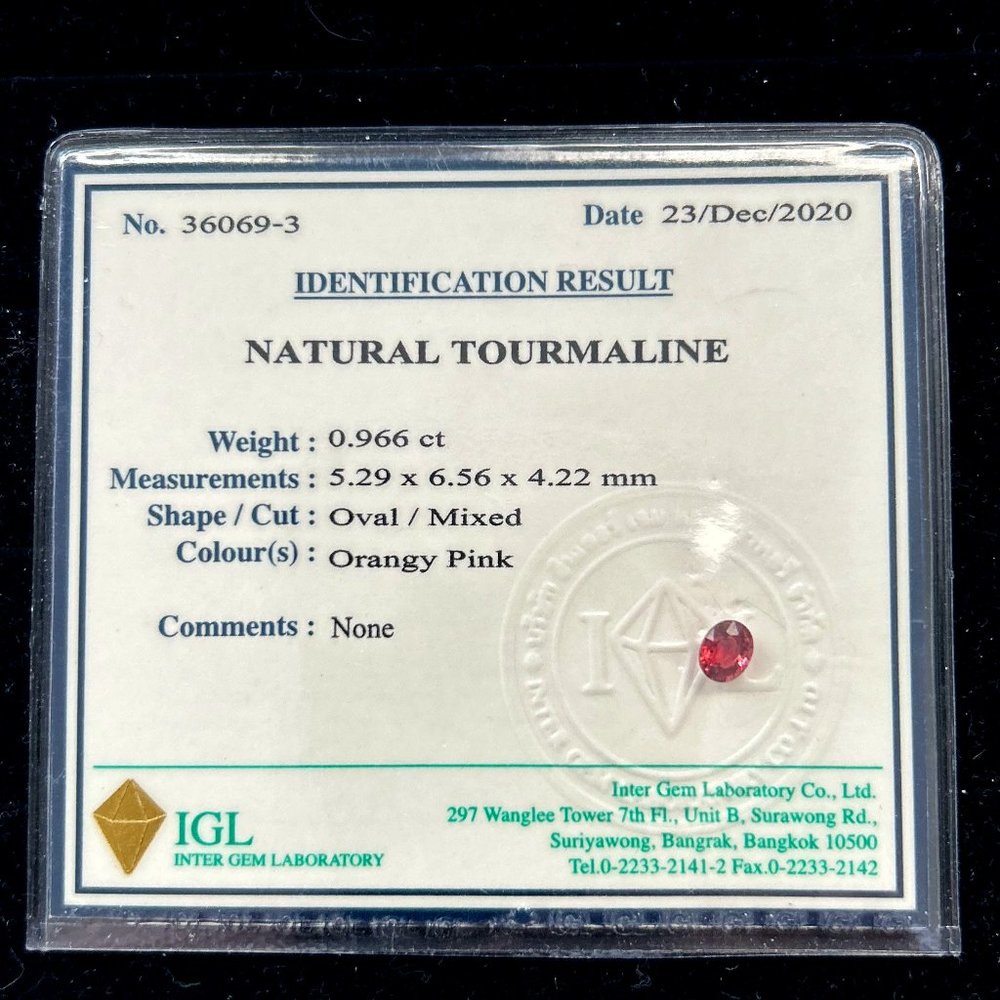 No. 36069-3
Date 23/Dec/2020
IDENTIFICATION RESULT
NATURAL TOURMALINE
Weight : 0.966 ct
Measurements : 5.29 x 6.56 x 4.22 mm
Shape / Cut : Oval / Mixed
Colour(s) : Orangy Pink
Comments : None
I L
IGL
INTER GEM LABORATORY
Inter Gem Laboratory Co., Ltd.
297 Wanglee Tower 7th Fl., Unit B, Surawong Rd.,
Suriyawong, Bangrak, Bangkok 10500
Tel.0-2233-2141-2 Fax.0-2233-2142